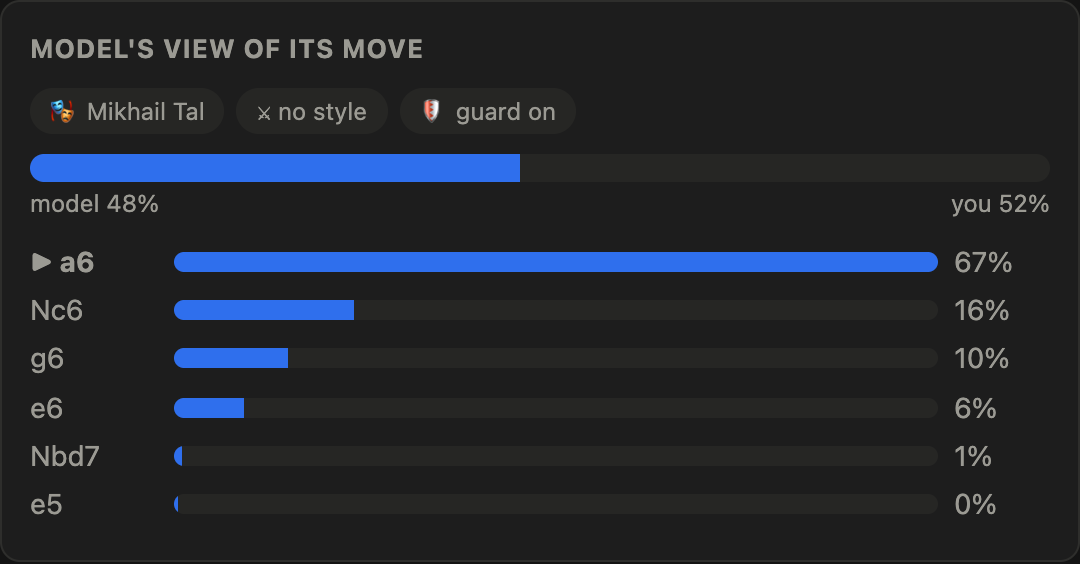 MODEL'S VIEW OF ITS MOVE
🎭 Mikhail Tal ⚔ no style 🛡 guard on
model 48% you 52%
▶ a6 67%
Nc6 16%
g6 10%
e6 6%
Nbd7 1%
e5 0%